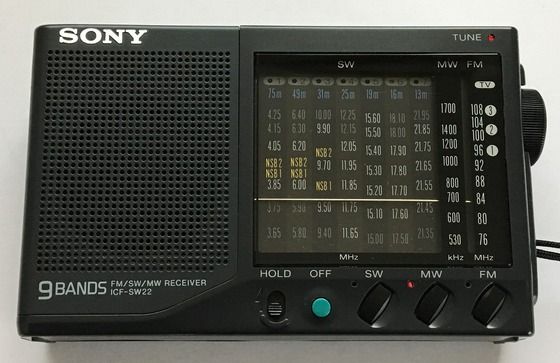 SONY
TUNE
SW MW FM
TV
75m 49m 31m 25m 19m 16m 13m
4.25 6.40 10.00 12.25 15.60 18.10 21.95
4.15 6.30 9.90 12.15 15.50 18.00 21.85
4.05 6.20 NSB 2 12.05 15.40 17.90 21.75
NSB 2 NSB 2 9.70 11.95 15.30 17.80 21.65
NSB 1 NSB 1
3.85 6.00 NSB 1 11.85 15.20 17.70 21.55
3.75 5.90 9.50 11.75 15.10 17.60 21.45
3.65 5.80 9.40 11.65 15.00 17.50 21.35
1700 1400 1200 1000 800 700 600 530
108 3
104
100 2
96 1
92
88
84
80
76
MHz kHz MHz
9 BANDS FM/SW/MW RECEIVER
ICF-SW22
HOLD OFF SW MW FM